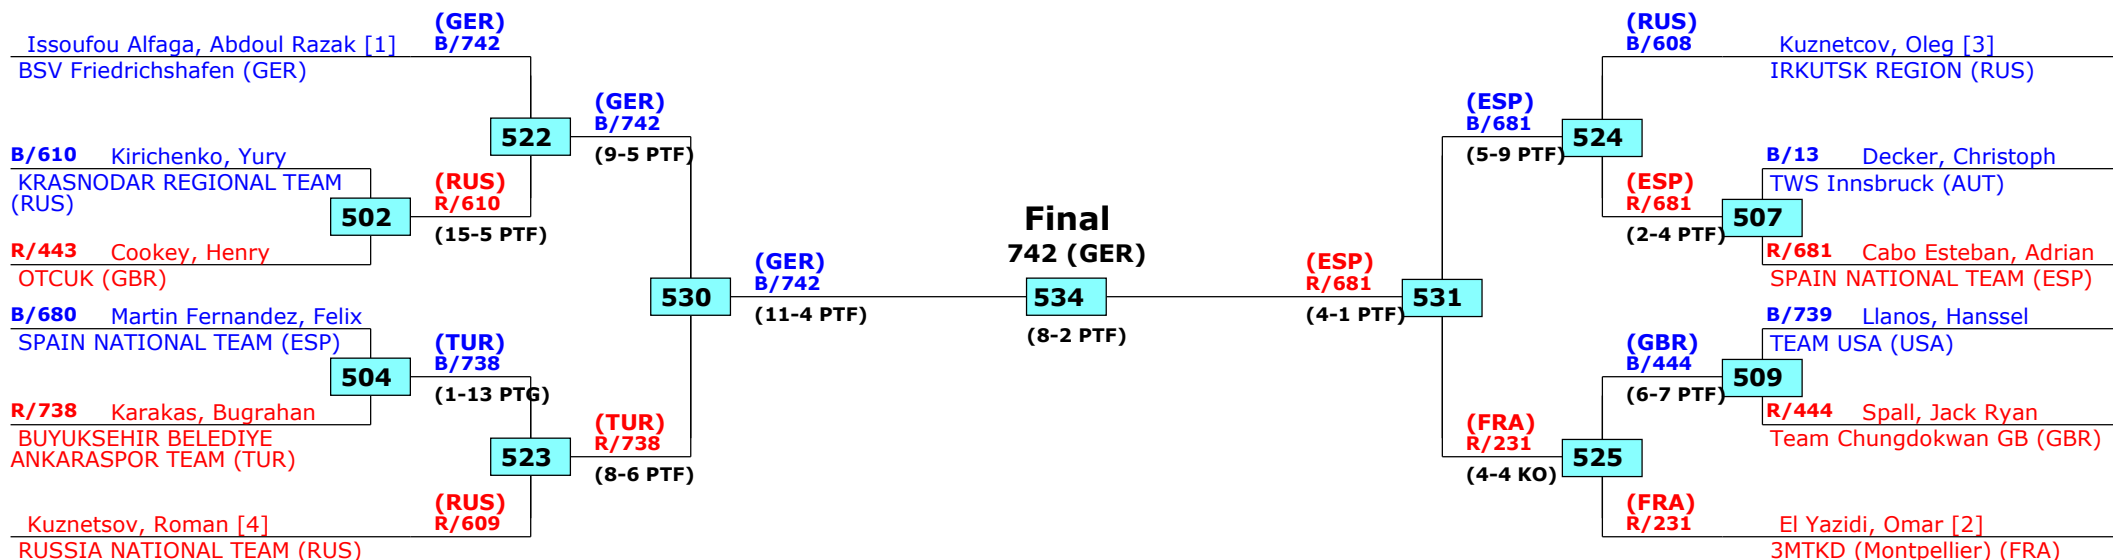 (GER)
B/742
Issoufou Alfaga, Abdoul Razak [1]
BSV Friedrichshafen (GER)
(GER)
B/742
522
(9-5 PTF)
B/610 Kirichenko, Yury
KRASNODAR REGIONAL TEAM
(RUS)
(RUS)
R/610
502
(15-5 PTF)
R/443 Cookey, Henry
OTCUK (GBR)
(GER)
B/742
530
(11-4 PTF)
B/680 Martin Fernandez, Felix
SPAIN NATIONAL TEAM (ESP)
(TUR)
B/738
504
(1-13 PTG)
R/738 Karakas, Bugrahan
BUYUKSEHIR BELEDIYE
ANKARASPOR TEAM (TUR)
(TUR)
R/738
523
(8-6 PTF)
(RUS)
R/609
Kuznetsov, Roman [4]
RUSSIA NATIONAL TEAM (RUS)
Final
742 (GER)
534
(8-2 PTF)
(RUS)
B/608
Kuznetcov, Oleg [3]
IRKUTSK REGION (RUS)
(ESP)
B/681
524
(5-9 PTF)
B/13 Decker, Christoph
TWS Innsbruck (AUT)
(ESP)
R/681
507
(2-4 PTF)
R/681 Cabo Esteban, Adrian
SPAIN NATIONAL TEAM (ESP)
(ESP)
R/681
531
(4-1 PTF)
B/739 Llanos, Hanssel
TEAM USA (USA)
(GBR)
B/444
509
(6-7 PTF)
R/444 Spall, Jack Ryan
Team Chungdokwan GB (GBR)
(FRA)
R/231
525
(4-4 KO)
(FRA)
R/231
El Yazidi, Omar [2]
3MTKD (Montpellier) (FRA)